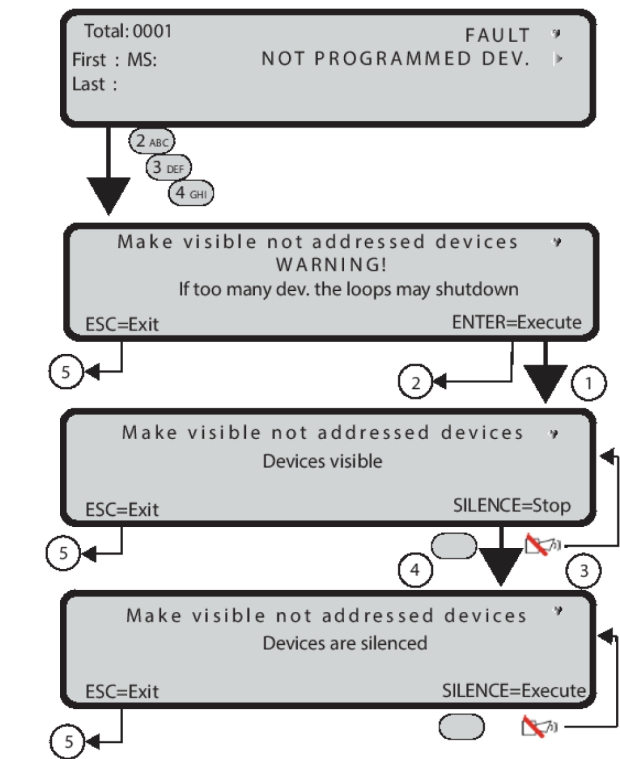 Total: 0001 FAULT
First : MS: NOT PROGRAMMED DEV.
Last :
2 ABC
3 DEF
4 GHI
Make visible not addressed devices
WARNING!
If too many dev. the loops may shutdown
ESC=Exit ENTER=Execute
5 2 1
Make visible not addressed devices
Devices visible
ESC=Exit SILENCE=Stop
5 4 3
Make visible not addressed devices
Devices are silenced
ESC=Exit SILENCE=Execute
5